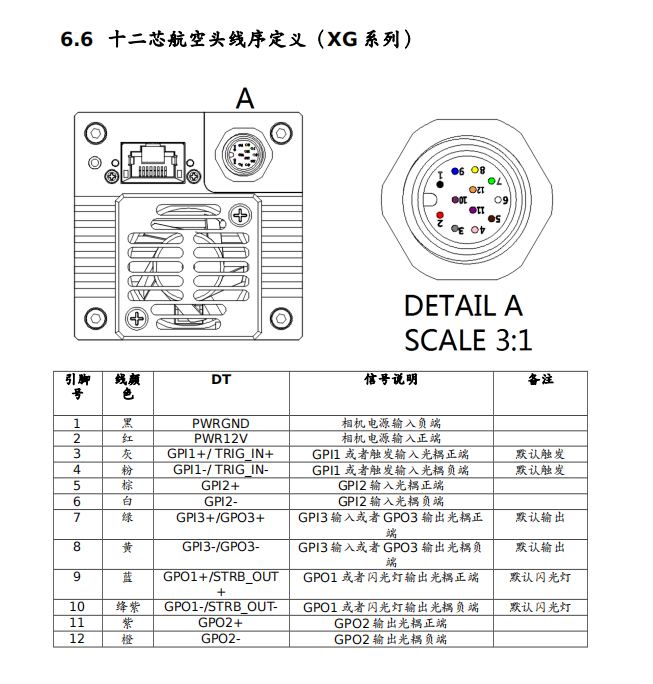 6.6 十二芯航空头线序定义（XG 系列）
A
1
2
3
4
5
6
7
8
9
10
11
12
DETAIL A
SCALE 3:1
引脚号 线颜色 DT 信号说明 备注
1 黑 PWRGND 相机电源输入负端
2 红 PWR12V 相机电源输入正端
3 灰 GPI1+/ TRIG_IN+ GPI1 或者触发输入光耦正端 默认触发
4 粉 GPI1-/ TRIG_IN- GPI1 或者触发输入光耦负端 默认触发
5 棕 GPI2+ GPI2 输入光耦正端
6 白 GPI2- GPI2 输入光耦负端
7 绿 GPI3+/GPO3+ GPI3 输入或者 GPO3 输出光耦正端 默认输出
8 黄 GPI3-/GPO3- GPI3 输入或者 GPO3 输出光耦负端 默认输出
9 蓝 GPO1+/STRB_OUT+ GPO1 或者闪光灯输出光耦正端 默认闪光灯
10 绛紫 GPO1-/STRB_OUT- GPO1 或者闪光灯输出光耦负端 默认闪光灯
11 紫 GPO2+ GPO2 输出光耦正端
12 橙 GPO2- GPO2 输出光耦负端